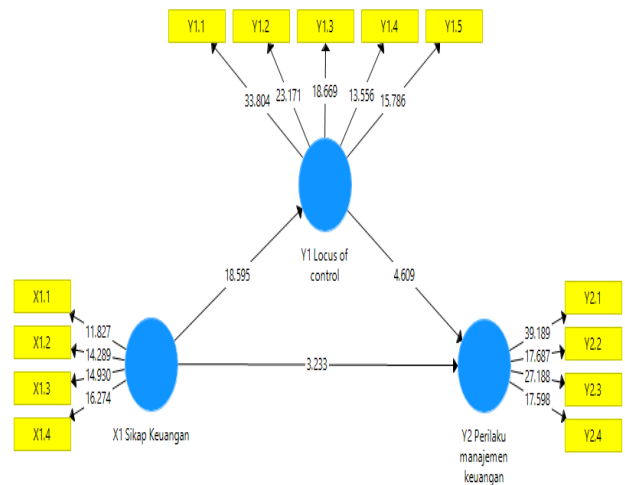 Y1.1 Y1.2 Y1.3 Y1.4 Y1.5
33.804 23.171 18.669 13.556 15.786
Y1 Locus of
control
18.595 4.609
X1.1
X1.2
X1.3
X1.4
11.827
14.289
14.930
16.274
X1 Sikap Keuangan
3.233
39.189
17.687
27.188
17.598
Y2.1
Y2.2
Y2.3
Y2.4
Y2 Perilaku
manajemen
keuangan